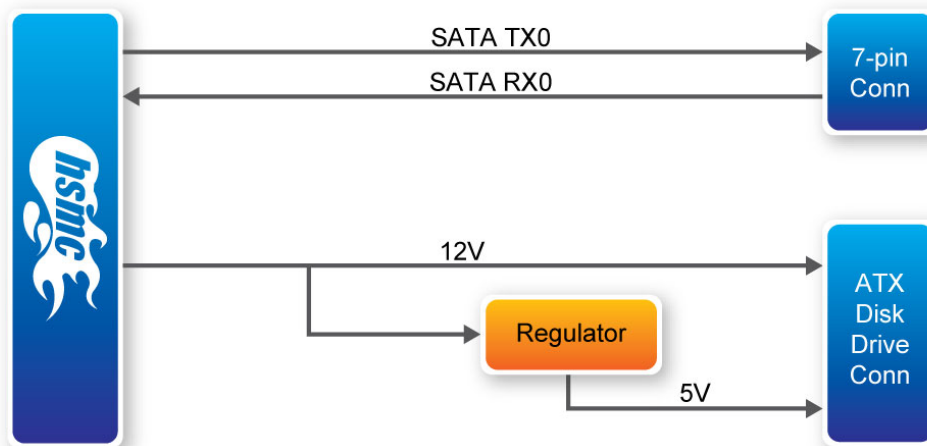 hsmc
SATA TX0
SATA RX0
7-pin
Conn
12V
Regulator
5V
ATX
Disk
Drive
Conn